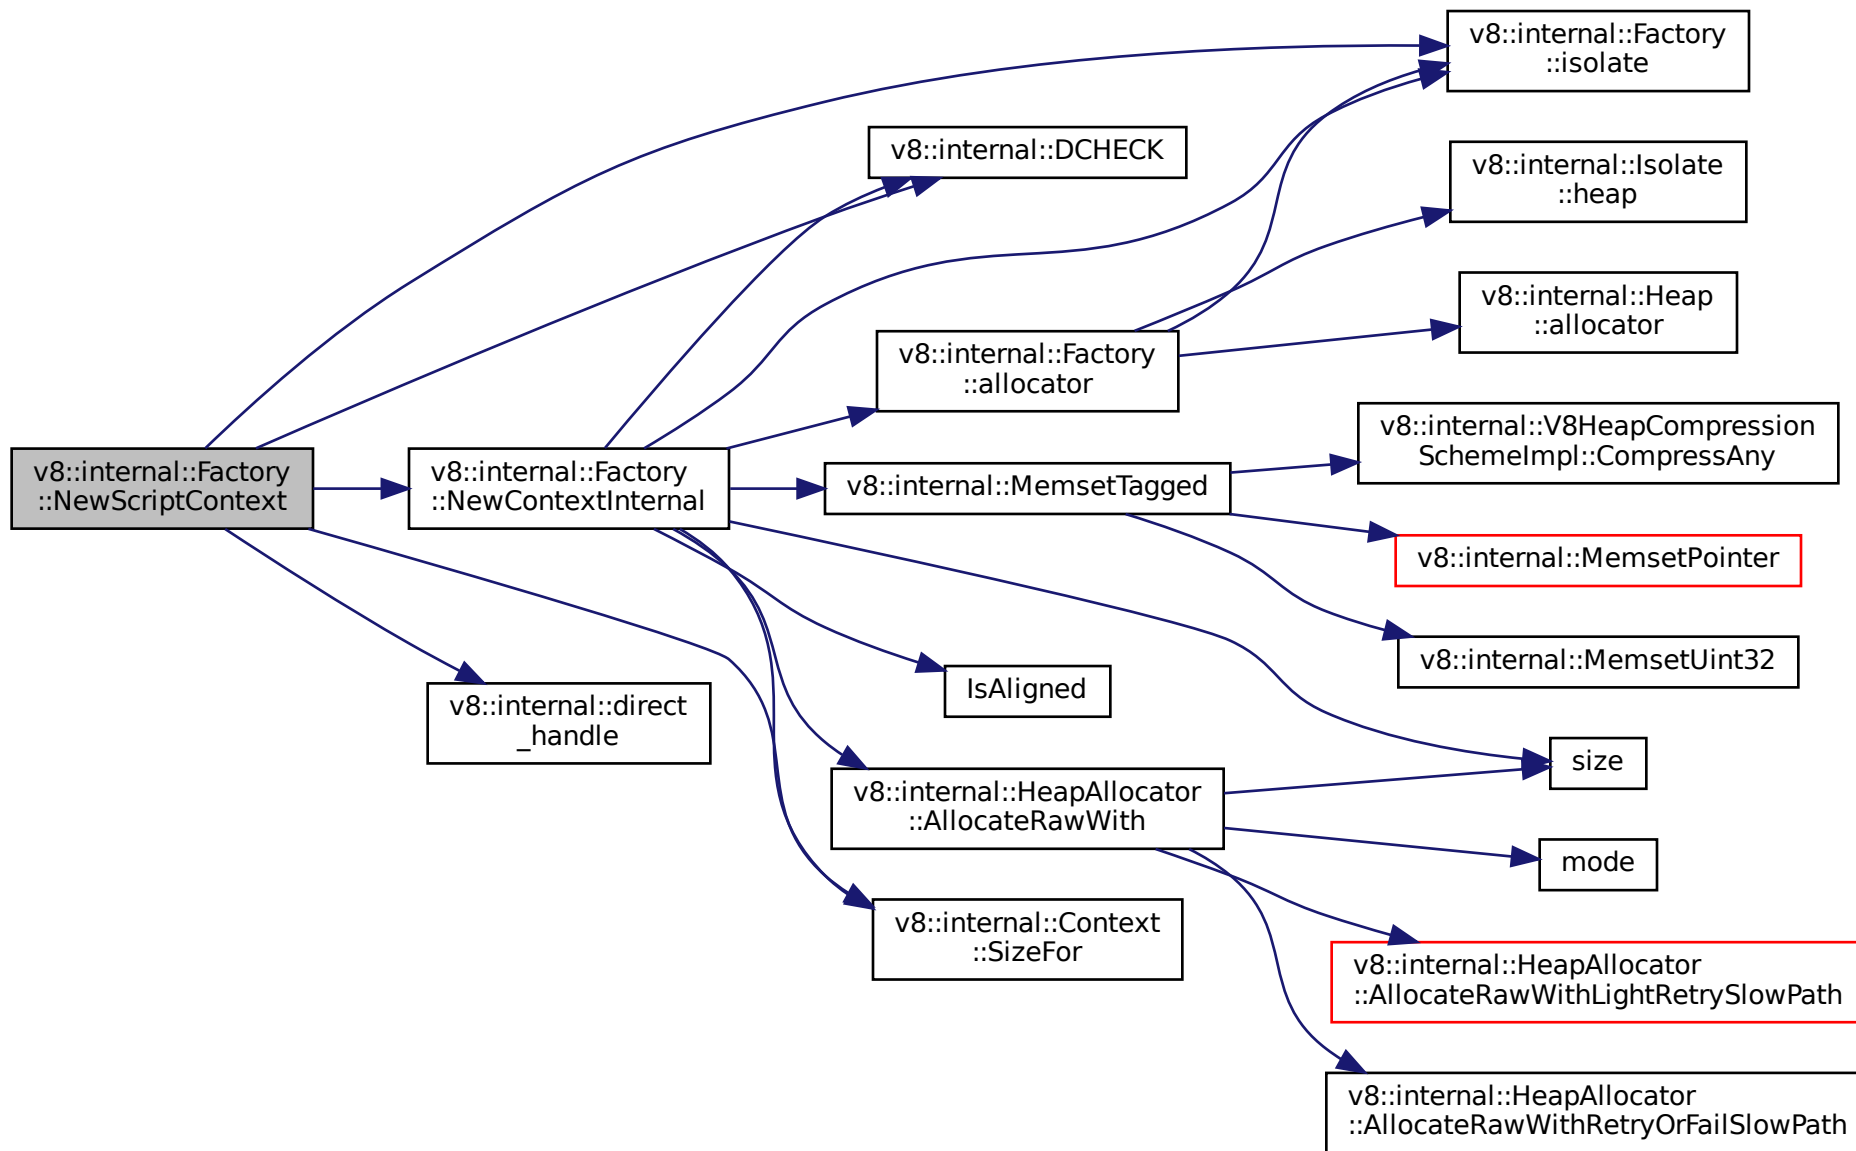 v8::internal::Factory
::isolate
v8::internal::DCHECK
v8::internal::Isolate
::heap
v8::internal::Heap
::allocator
v8::internal::Factory
::allocator
v8::internal::V8HeapCompression
SchemeImpl::CompressAny
v8::internal::Factory
::NewScriptContext
v8::internal::Factory
::NewContextInternal
v8::internal::MemsetTagged
v8::internal::MemsetPointer
v8::internal::MemsetUint32
IsAligned
v8::internal::direct
_handle
size
v8::internal::HeapAllocator
::AllocateRawWith
mode
v8::internal::Context
::SizeFor
v8::internal::HeapAllocator
::AllocateRawWithLightRetrySlowPath
v8::internal::HeapAllocator
::AllocateRawWithRetryOrFailSlowPath